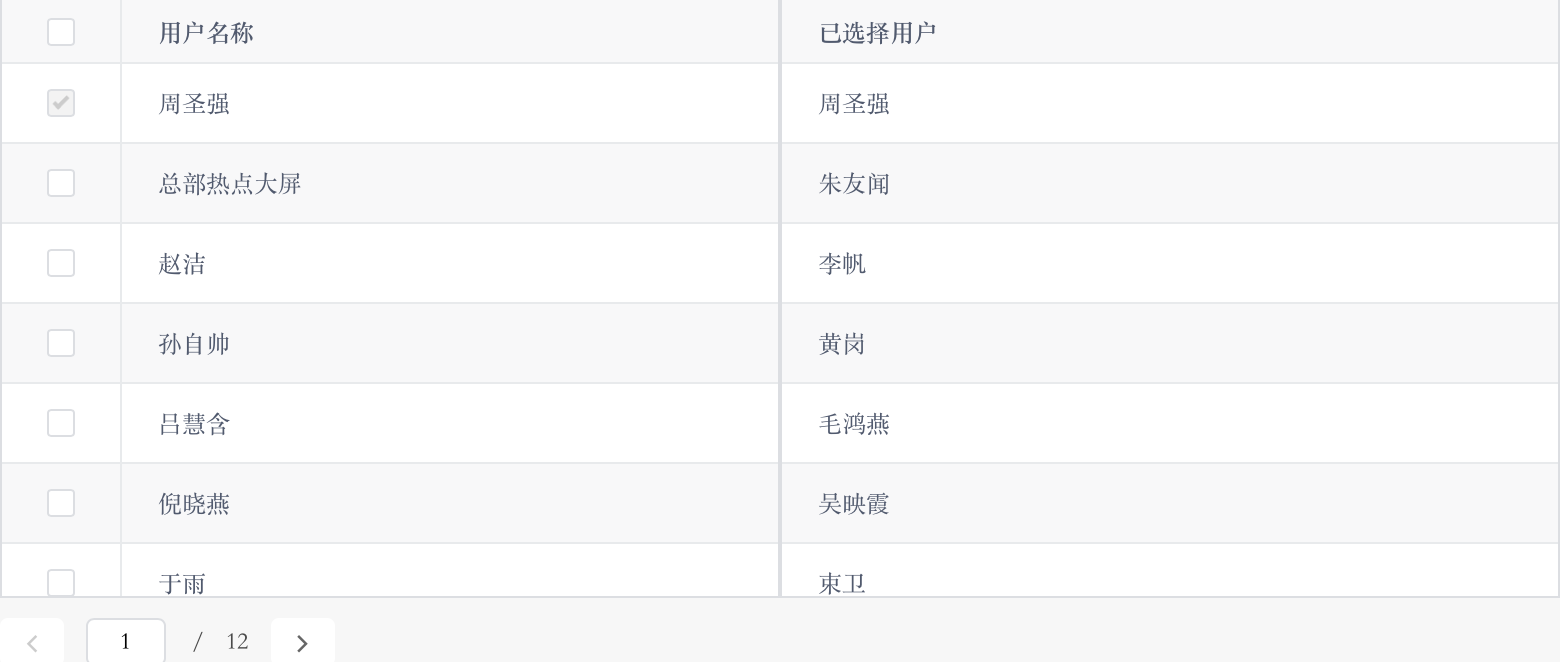 用户名称 已选择用户
周圣强 周圣强
总部热点大屏 朱友闻
赵洁 李帆
孙自帅 黄岗
吕慧含 毛鸿燕
倪晓燕 吴映霞
于雨 束卫
1 / 12